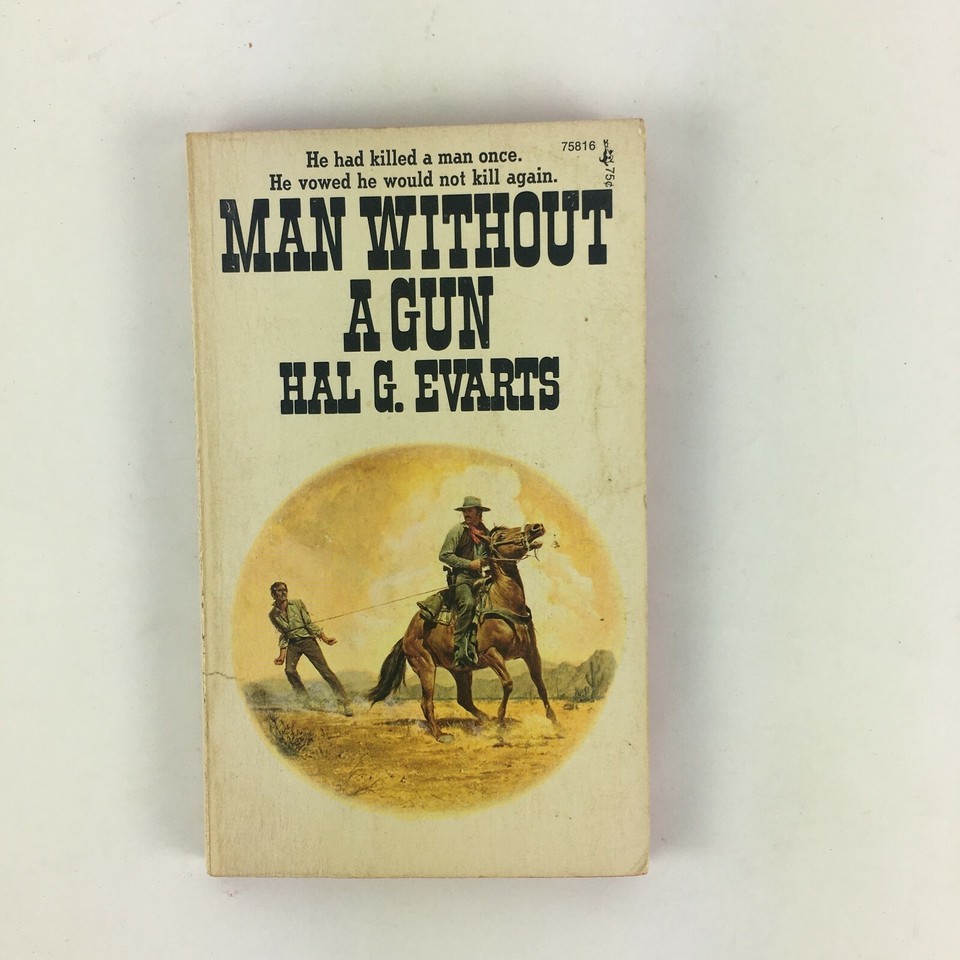 75816
75¢
He had killed a man once.
He vowed he would not kill again.
MAN WITHOUT
A GUN
HAL G. EVARTS